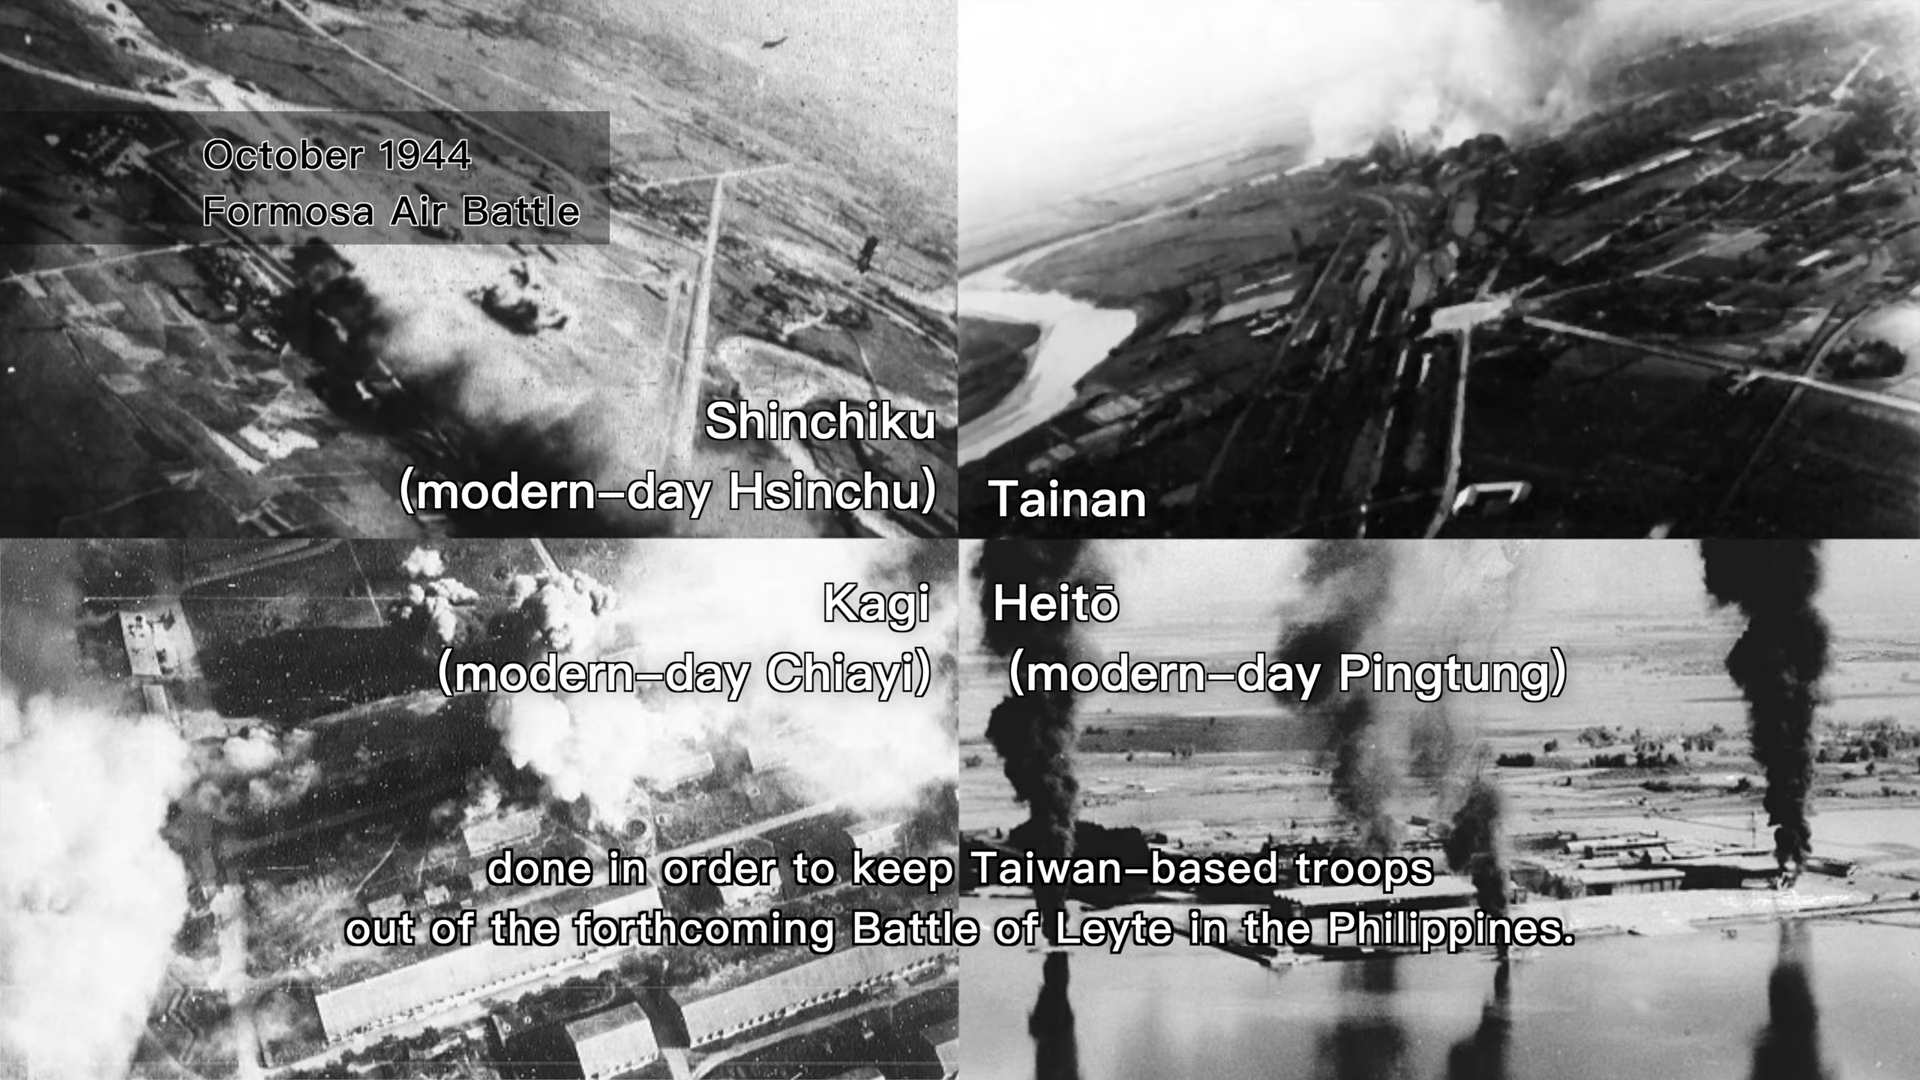 October 1944
Formosa Air Battle
Shinchiku
(modern-day Hsinchu)
Tainan
Kagi
(modern-day Chiayi)
Heitō
(modern-day Pingtung)
done in order to keep Taiwan-based troops
out of the forthcoming Battle of Leyte in the Philippines.